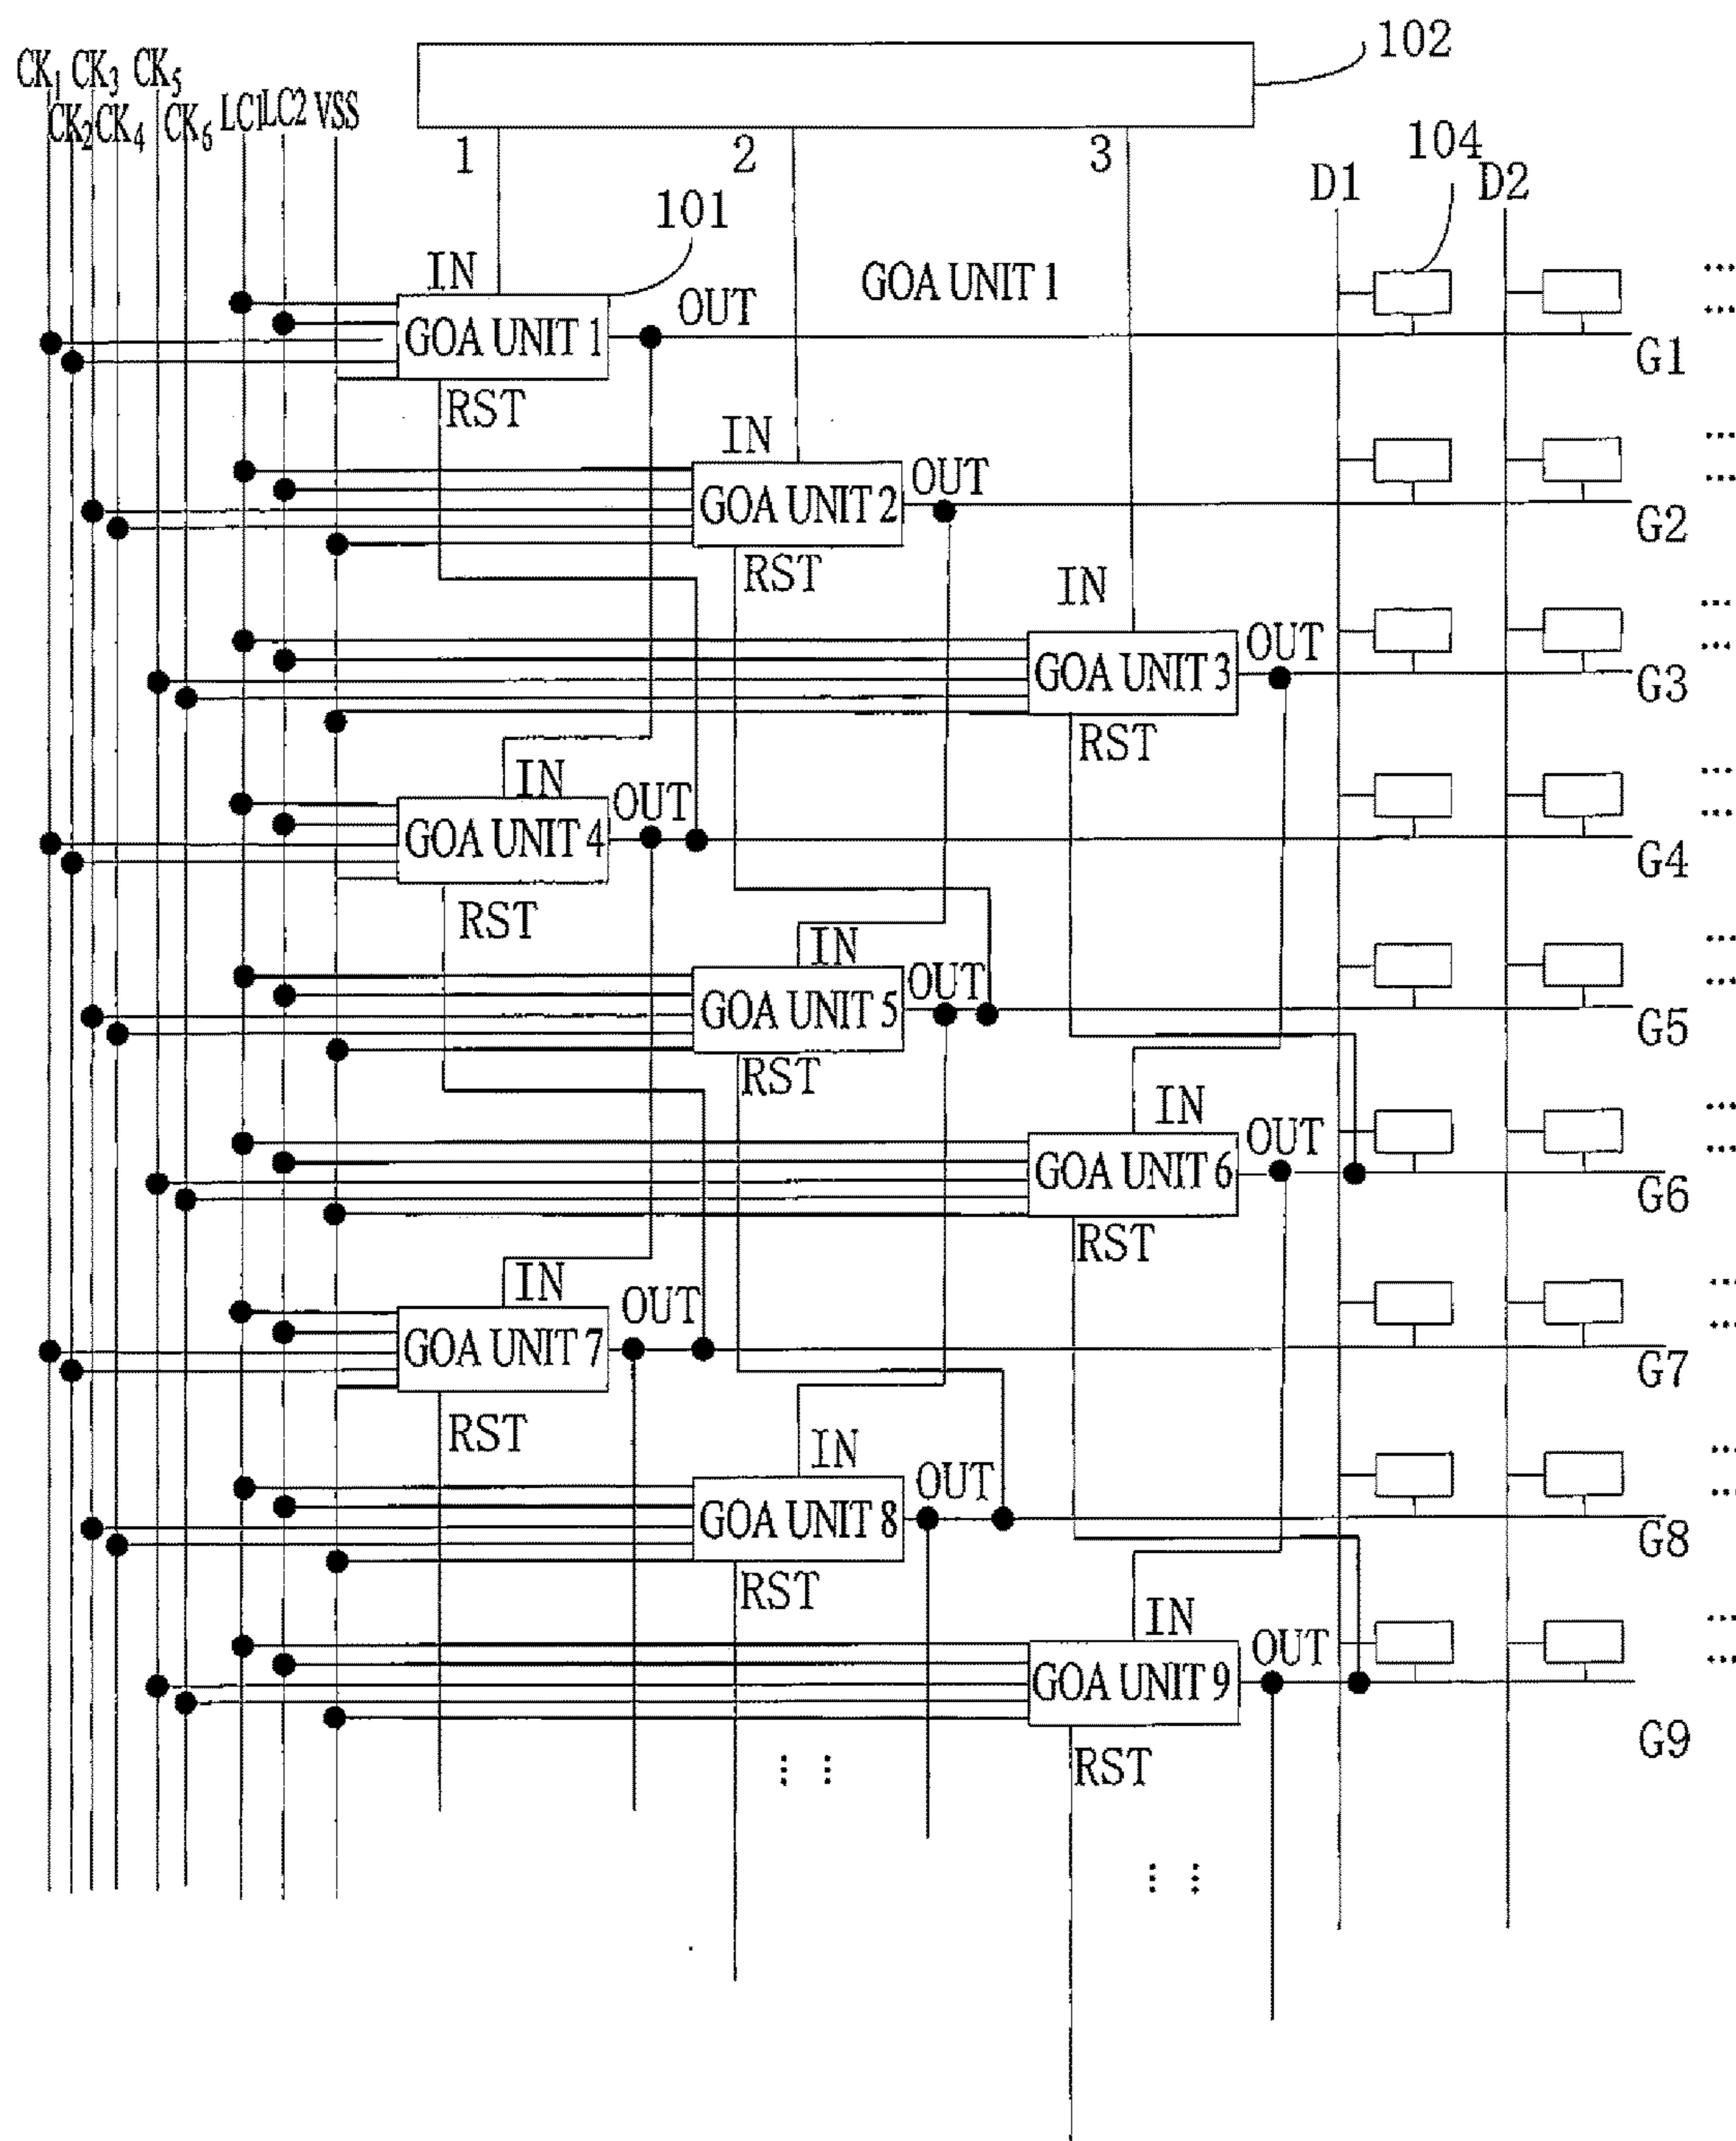 102
CK1 CK3 CK5
CK2 CK4 CK6 LC1 LC2 VSS
1 2 3
104
D1 D2
101
IN
GOA UNIT 1
...
...
OUT
GOA UNIT 1
G1
RST
IN
...
...
OUT
GOA UNIT 2
G2
RST
IN
...
...
OUT
GOA UNIT 3
G3
RST
IN
...
...
OUT
GOA UNIT 4
G4
RST
IN
...
...
OUT
GOA UNIT 5
G5
RST
IN
...
...
OUT
GOA UNIT 6
G6
RST
IN
...
...
OUT
GOA UNIT 7
G7
RST
IN
...
...
OUT
GOA UNIT 8
G8
RST
IN
...
...
OUT
GOA UNIT 9
G9
RST